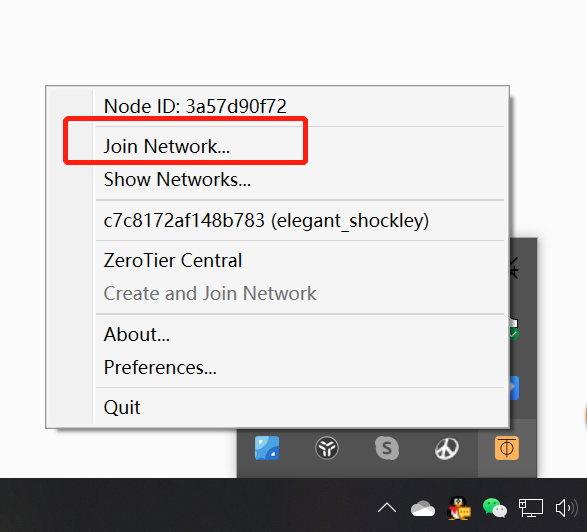 Node ID: 3a57d90f72
Join Network...
Show Networks...
c7c8172af148b783 (elegant_shockley)
ZeroTier Central
Create and Join Network
About...
Preferences...
Quit